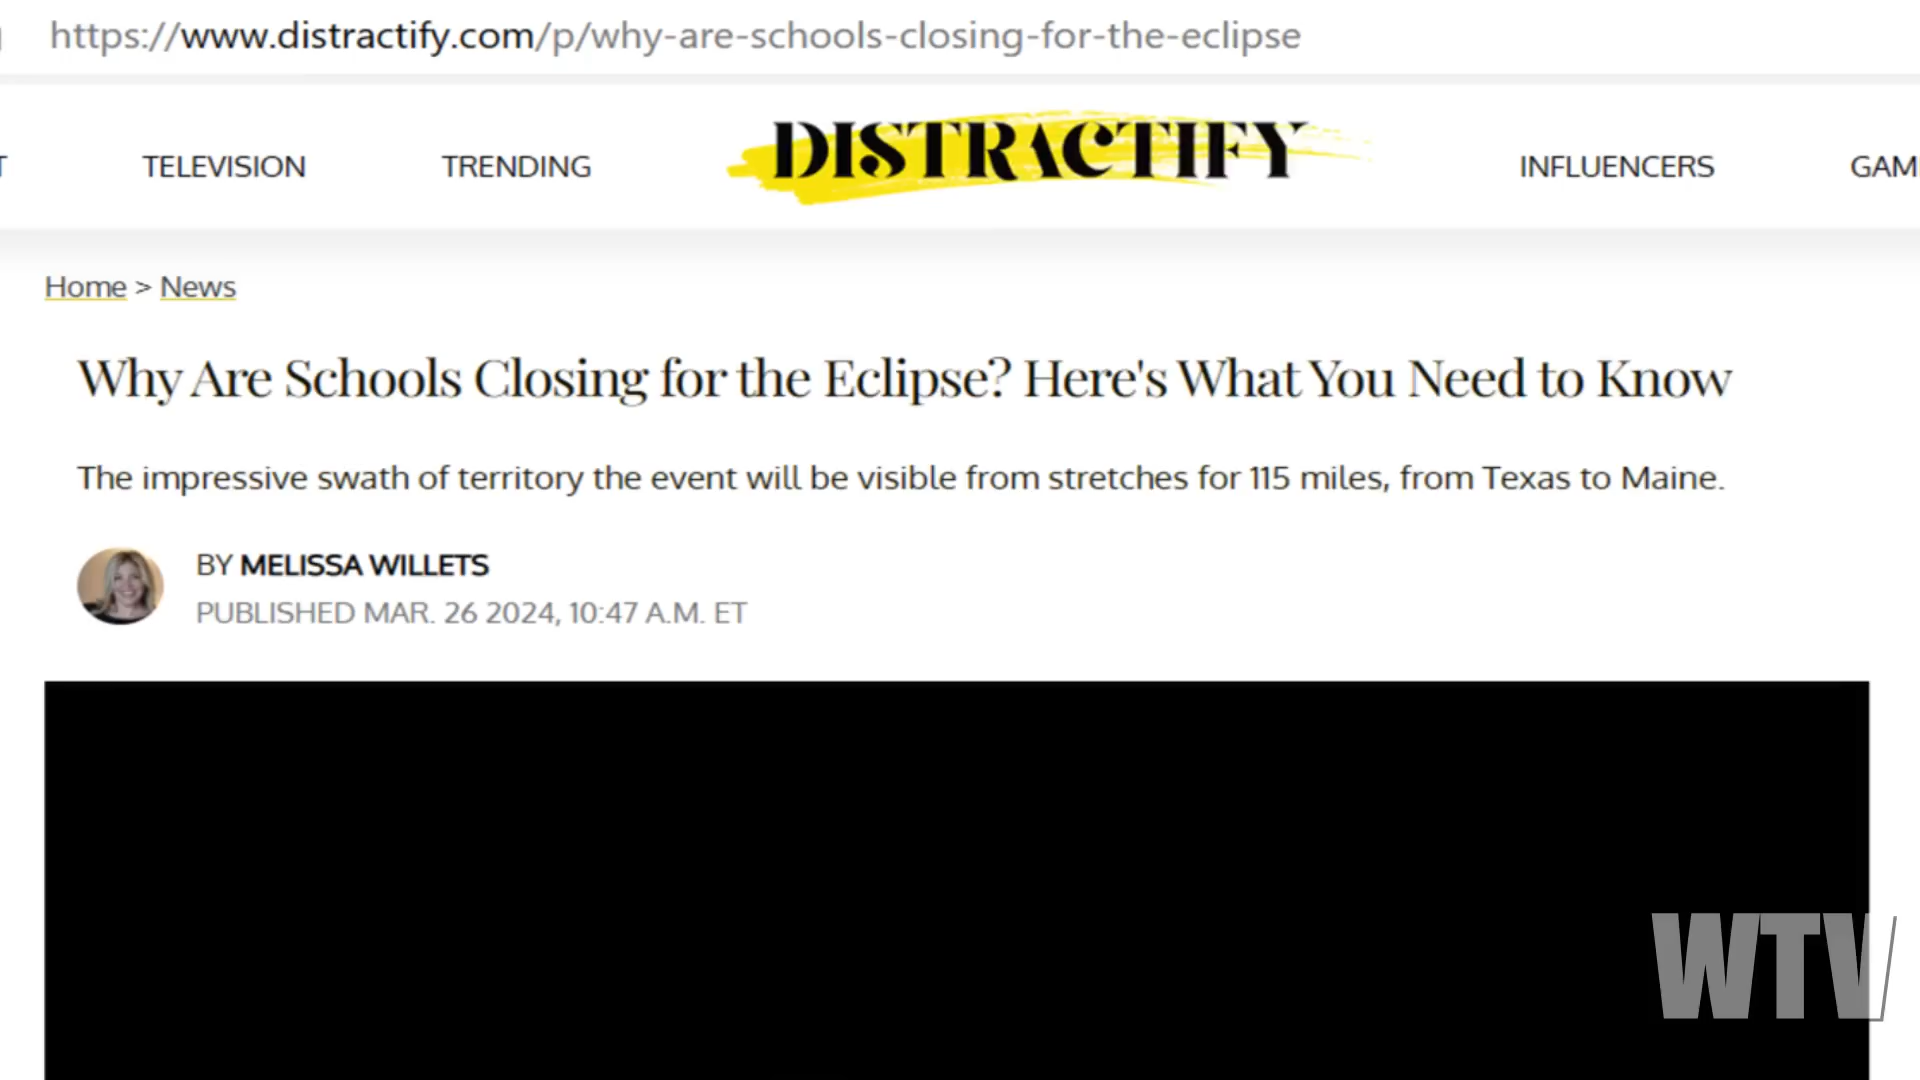 https://www.distractify.com/p/why-are-schools-closing-for-the-eclipse
TELEVISION TRENDING DISTRACTIFY INFLUENCERS GAM
Home > News
Why Are Schools Closing for the Eclipse? Here's What You Need to Know
The impressive swath of territory the event will be visible from stretches for 115 miles, from Texas to Maine.
BY MELISSA WILLETS
PUBLISHED MAR. 26 2024, 10:47 A.M. ET
WTV